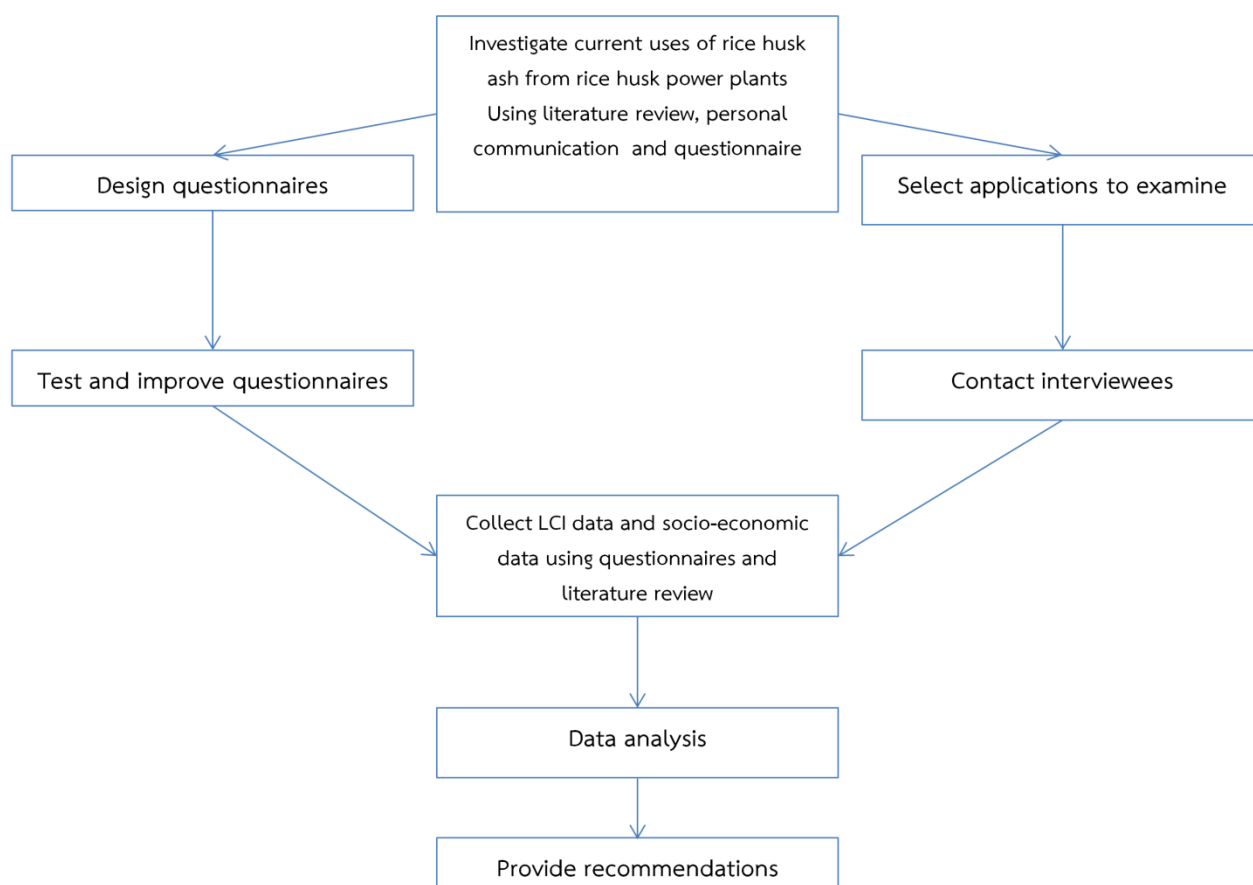 Investigate current uses of rice husk
ash from rice husk power plants
Using literature review, personal
communication and questionnaire
Design questionnaires
Select applications to examine
Test and improve questionnaires
Contact interviewees
Collect LCI data and socio-economic
data using questionnaires and
literature review
Data analysis
Provide recommendations